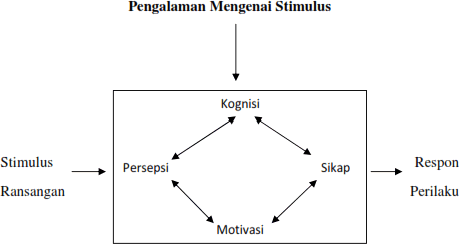 Pengalaman Mengenai Stimulus
Kognisi
Stimulus
Ransangan
Persepsi
Sikap
Motivasi
Respon
Perilaku